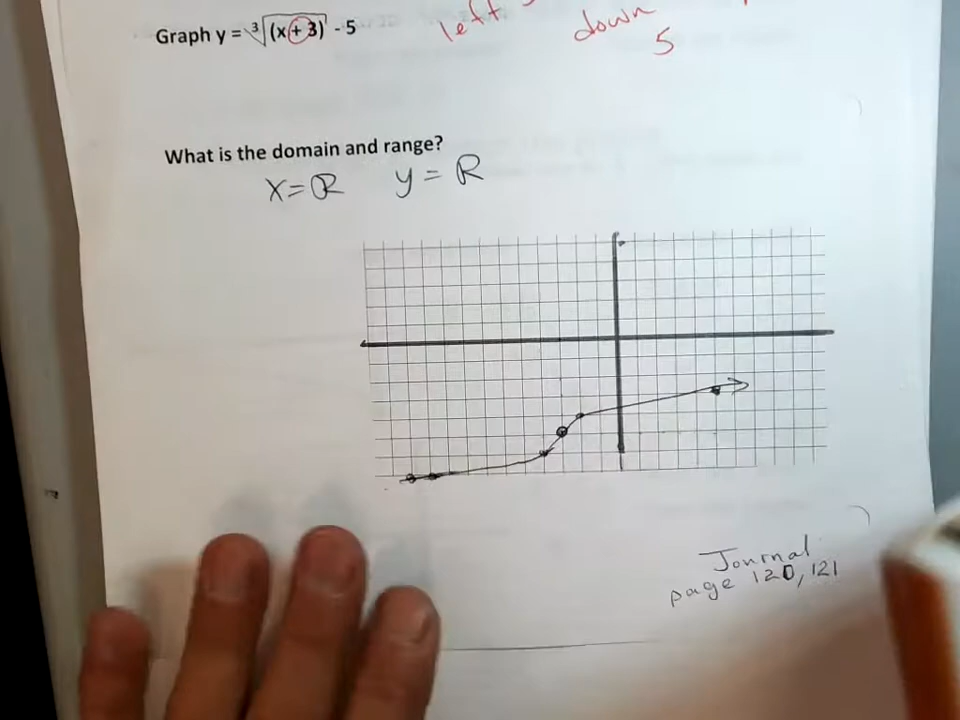 Graph y = ∛(x + 3) - 5
left
down
5
What is the domain and range?
x = ℝ y = ℝ
Journal
page 120, 121